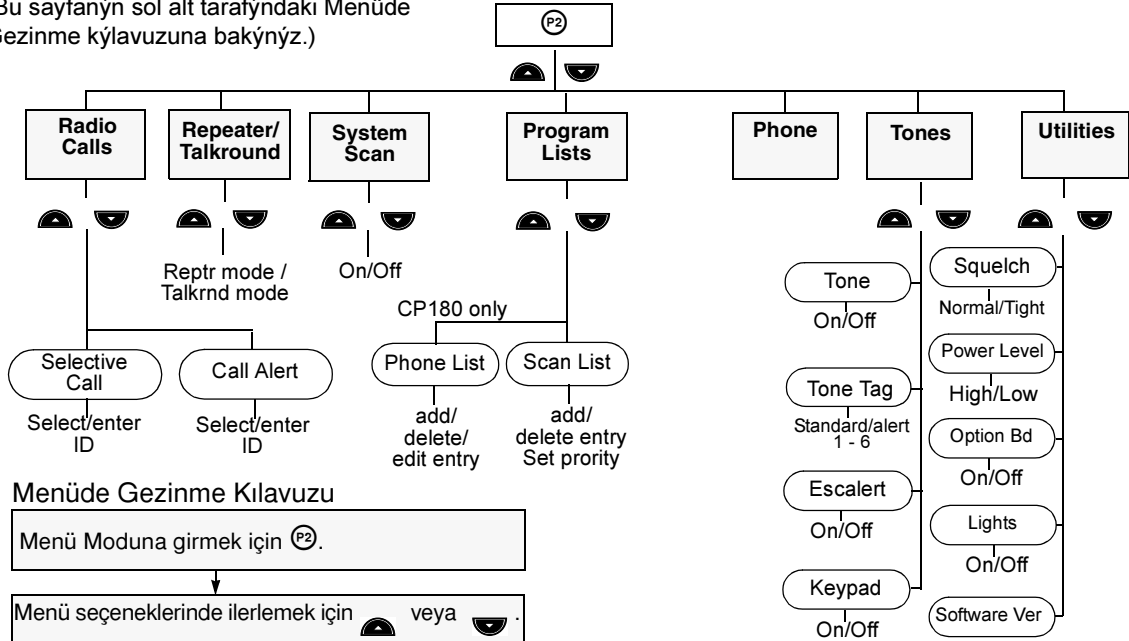 Bu sayfanýn sol alt tarafýndaki Menüde
Gezinme kýlavuzuna bakýnýz.)
P2
Radio
Calls
Repeater/
Talkround
System
Scan
Program
Lists
Phone
Tones
Utilities
Reptr mode /
Talkrnd mode
On/Off
CP180 only
Selective
Call
Select/enter
ID
Call Alert
Select/enter
ID
Phone List
add/
delete/
edit entry
Scan List
add/
delete entry
Set prority
Tone
On/Off
Tone Tag
Standard/alert
1 - 6
Escalert
On/Off
Keypad
On/Off
Squelch
Normal/Tight
Power Level
High/Low
Option Bd
On/Off
Lights
On/Off
Software Ver
Menüde Gezinme Kılavuzu
Menü Moduna girmek için P2.
Menü seçeneklerinde ilerlemek için veya .